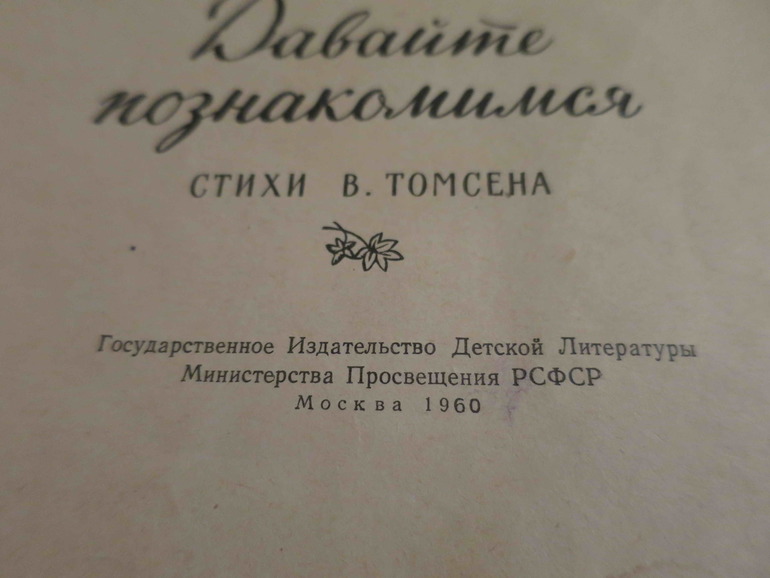 Давайте
познакомимся
СТИХИ В. ТОМСЕНА
Государственное Издательство Детской Литературы
Министерства Просвещения РСФСР
Москва 1960